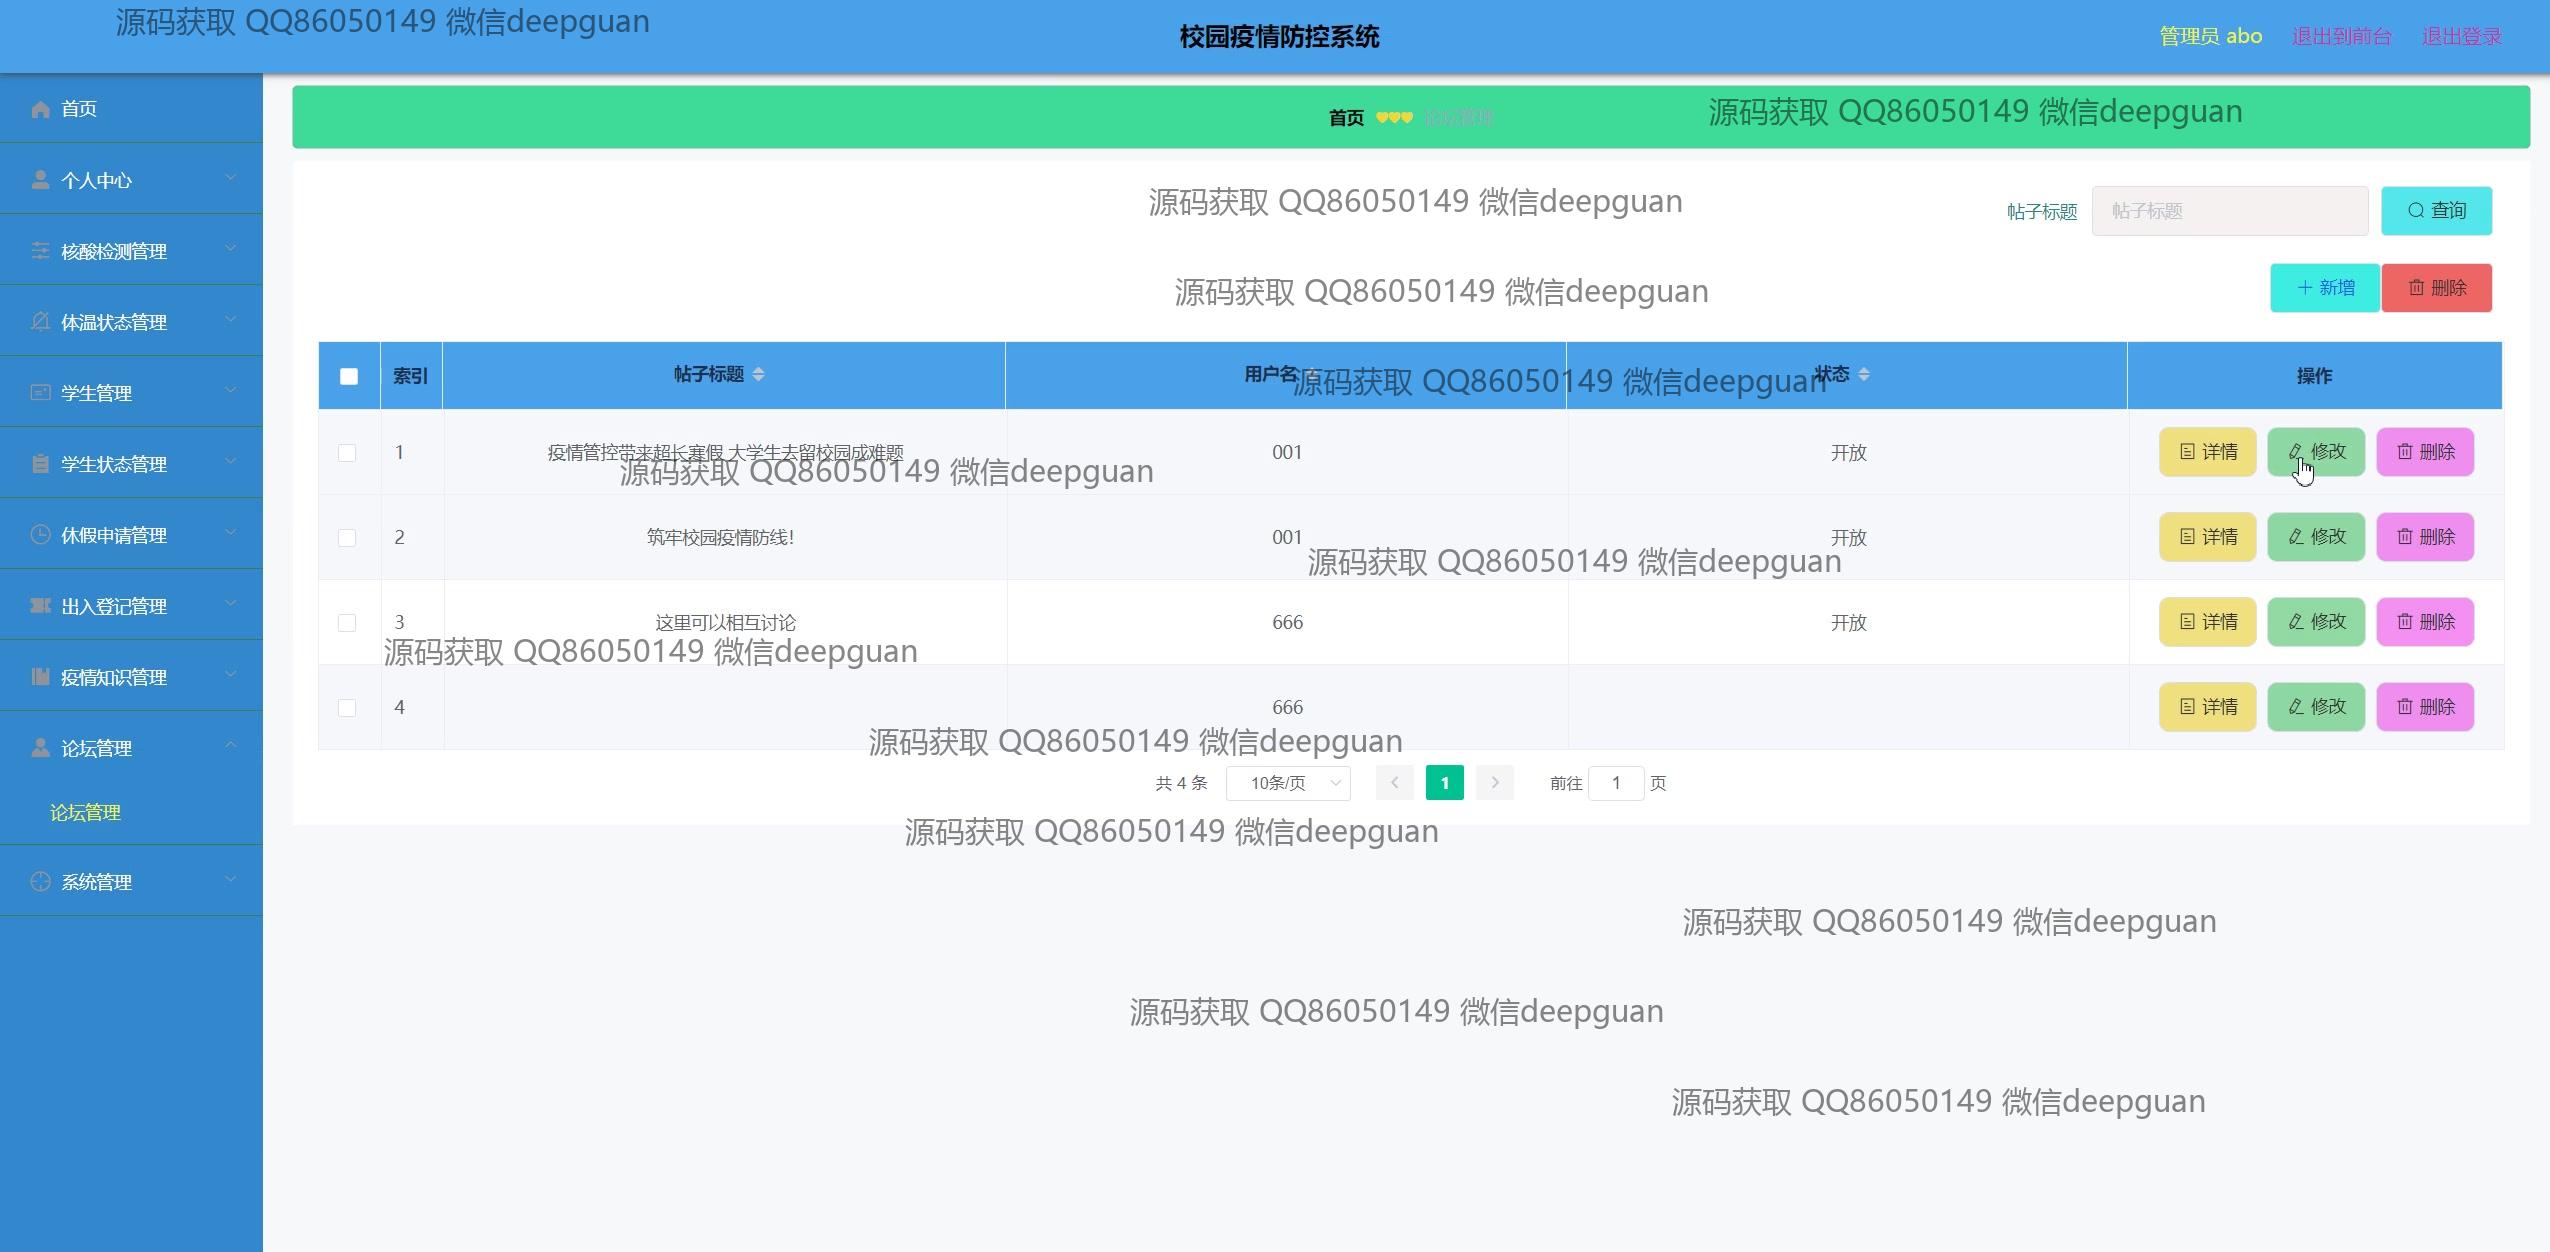 源码获取 QQ86050149 微信deepguan
校园疫情防控系统
管理员 abo 退出到前台 退出登录
首页
个人中心
核酸检测管理
体温状态管理
学生管理
学生状态管理
休假申请管理
出入登记管理
疫情知识管理
论坛管理
论坛管理
系统管理
首页 论坛管理
源码获取 QQ86050149 微信deepguan
源码获取 QQ86050149 微信deepguan
帖子标题 帖子标题 查询
源码获取 QQ86050149 微信deepguan
新增 删除
索引 帖子标题 用户名 状态 操作
源码获取 QQ86050149 微信deepguan
1 疫情管控带来超长寒假 大学生去留校园成难题 001 开放 详情 修改 删除
源码获取 QQ86050149 微信deepguan
2 筑牢校园疫情防线！ 001 开放 详情 修改 删除
源码获取 QQ86050149 微信deepguan
3 这里可以相互讨论 666 开放 详情 修改 删除
源码获取 QQ86050149 微信deepguan
4 666 详情 修改 删除
源码获取 QQ86050149 微信deepguan
共 4 条 10条/页 1 前往 1 页
源码获取 QQ86050149 微信deepguan
源码获取 QQ86050149 微信deepguan
源码获取 QQ86050149 微信deepguan
源码获取 QQ86050149 微信deepguan